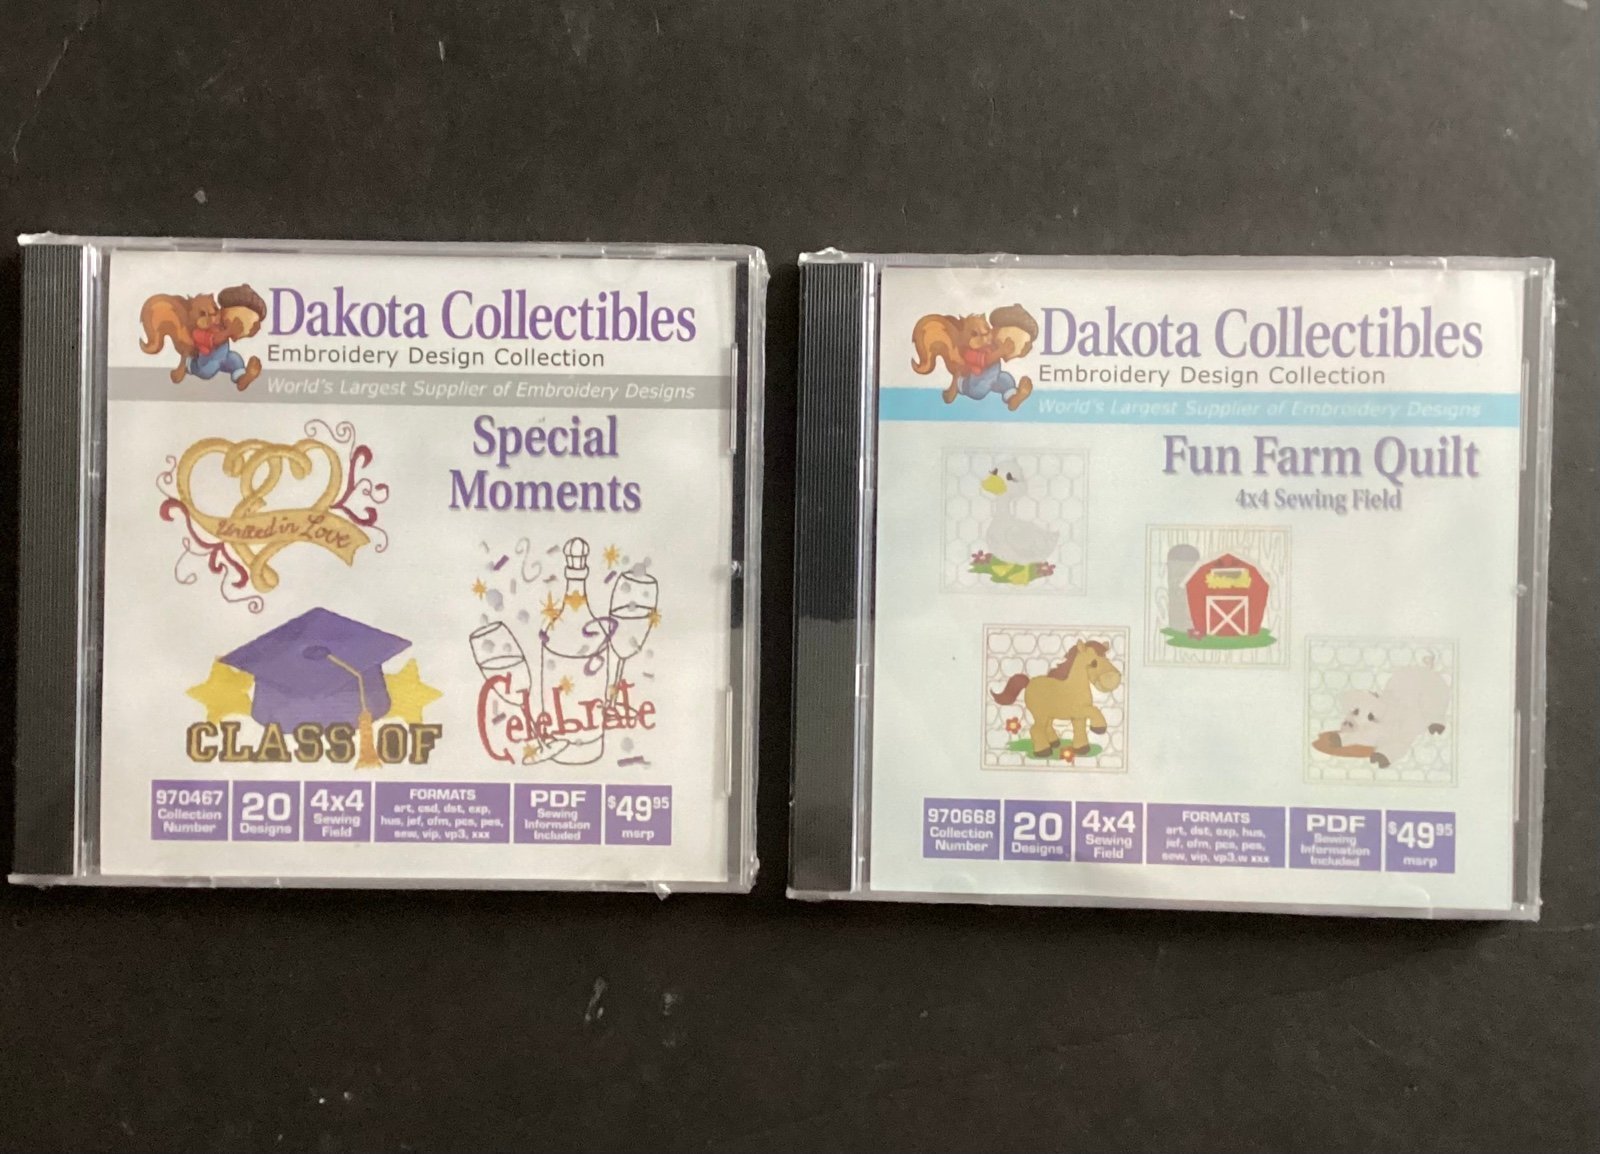 Dakota Collectibles
Embroidery Design Collection
World's Largest Supplier of Embroidery Designs
Special
Moments
United in Love
CLASS OF
Celebrate
970467
Collection
Number
20
Designs
4x4
Sewing
Field
FORMATS
art, csd, dst, exp,
hus, jef, ofm, pcs, pes,
sew, vip, vp3, xxx
PDF
Sewing
Information
Included
$49.95
msrp
Dakota Collectibles
Embroidery Design Collection
World's Largest Supplier of Embroidery Designs
Fun Farm Quilt
4x4 Sewing Field
970668
Collection
Number
20
Designs
4x4
Sewing
Field
FORMATS
art, dst, exp, hus,
jef, ofm, pcs, pes,
sew, vip, vp3.w xxx
PDF
Sewing
Information
Included
$49.95
msrp